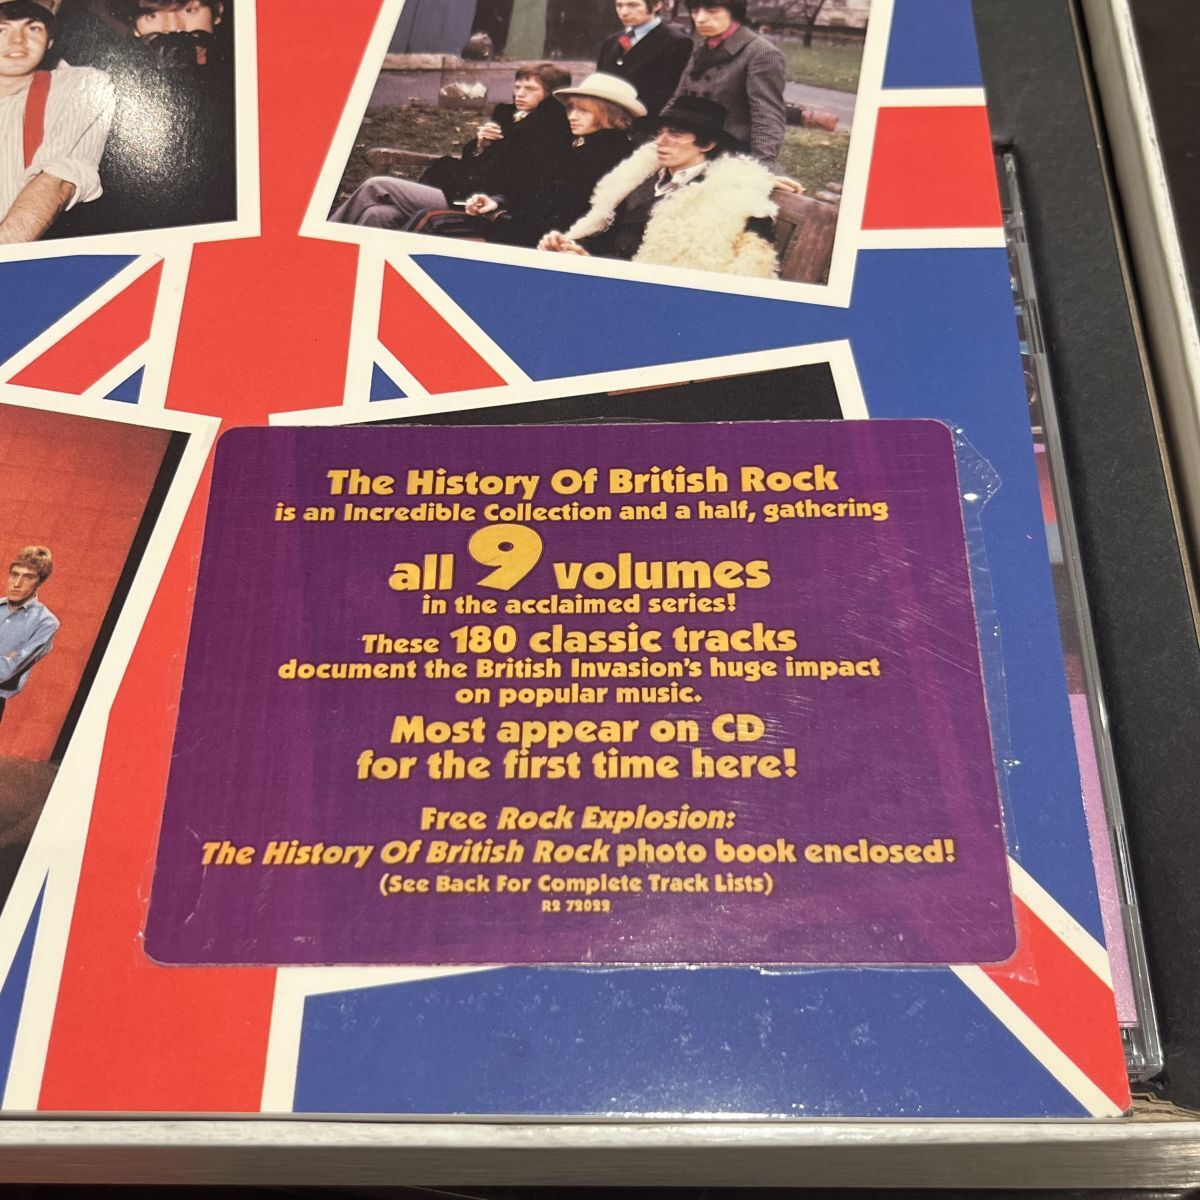 The History Of British Rock
is an Incredible Collection and a half, gathering
all 9 volumes
in the acclaimed series!
These 180 classic tracks
document the British Invasion's huge impact
on popular music.
Most appear on CD
for the first time here!
Free Rock Explosion:
The History Of British Rock photo book enclosed!
(See Back For Complete Track Lists)
R2 72022